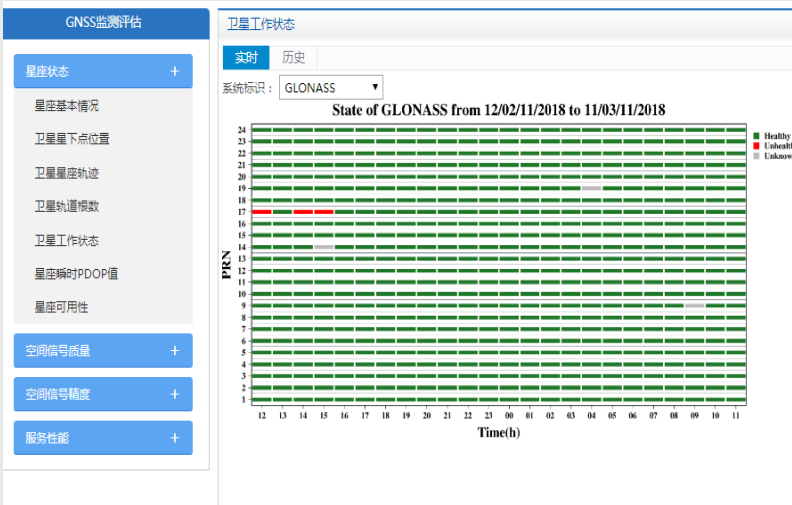 GNSS监测评估
星座状态 +
星座基本情况
卫星星下点位置
卫星星座轨迹
卫星轨道根数
卫星工作状态
星座瞬时PDOP值
星座可用性
空间信号质量 +
空间信号精度 +
服务性能 +
卫星工作状态
实时 历史
系统标识： GLONASS
State of GLONASS from 12/02/11/2018 to 11/03/11/2018
Healthy
Unhealth
Unknow
PRN
24
23
22
21
20
19
18
17
16
15
14
13
12
11
10
9
8
7
6
5
4
3
2
1
12 13 14 15 16 17 18 19 20 21 22 23 00 01 02 03 04 05 06 07 08 09 10 11
Time(h)